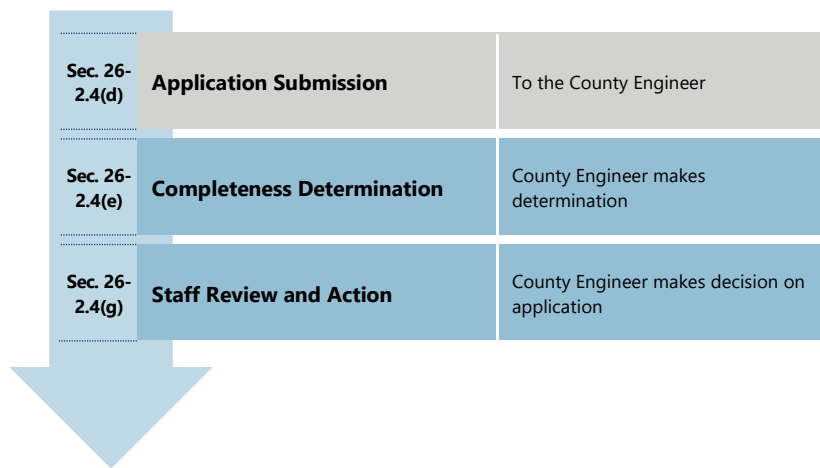 Sec. 26-
2.4(d)
Application Submission
To the County Engineer
Sec. 26-
2.4(e)
Completeness Determination
County Engineer makes
determination
Sec. 26-
2.4(g)
Staff Review and Action
County Engineer makes decision on
application